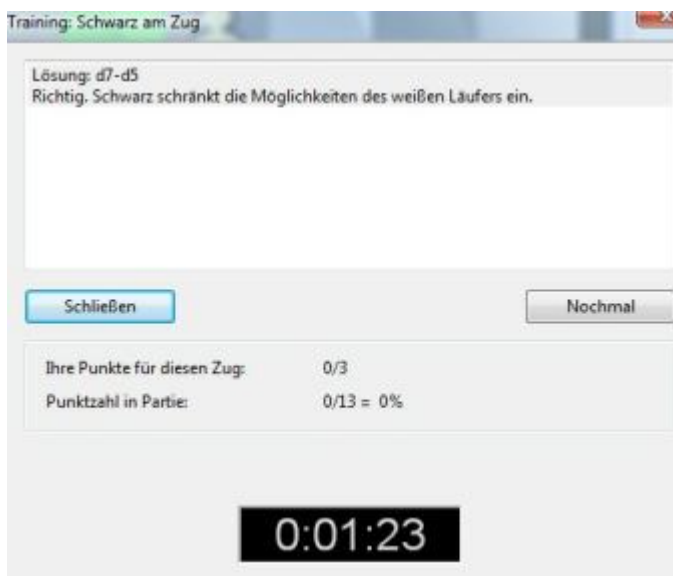 Training: Schwarz am Zug
Lösung: d7-d5
Richtig. Schwarz schränkt die Möglichkeiten des weißen Läufers ein.
Schließen
Nochmal
Ihre Punkte für diesen Zug: 0/3
Punktzahl in Partie: 0/13 = 0%
0:01:23